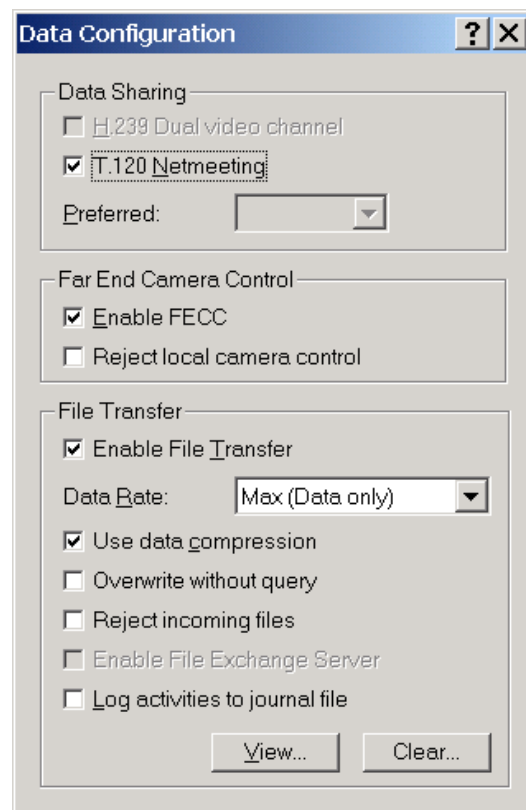 Data Configuration
Data Sharing
H.239 Dual video channel
T.120 Netmeeting
Preferred:
Far End Camera Control
Enable FECC
Reject local camera control
File Transfer
Enable File Transfer
Data Rate: Max (Data only)
Use data compression
Overwrite without query
Reject incoming files
Enable File Exchange Server
Log activities to journal file
View... Clear...